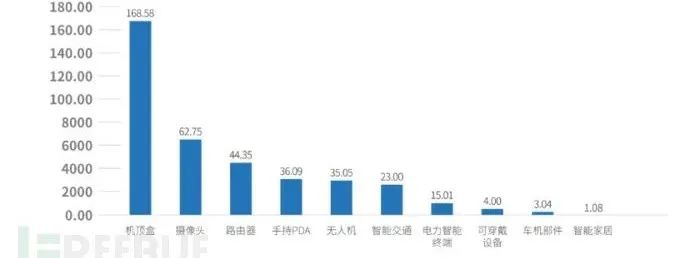 180.00
160.00
140.00
120.00
100.00
8000
6000
4000
2000
0.00
168.58
62.75
44.35
36.09
35.05
23.00
15.01
4.00
3.04
1.08
机顶盒
摄像头
路由器
手持PDA
无人机
智能交通
电力智能
终端
可穿戴
设备
车机部件
智能家居